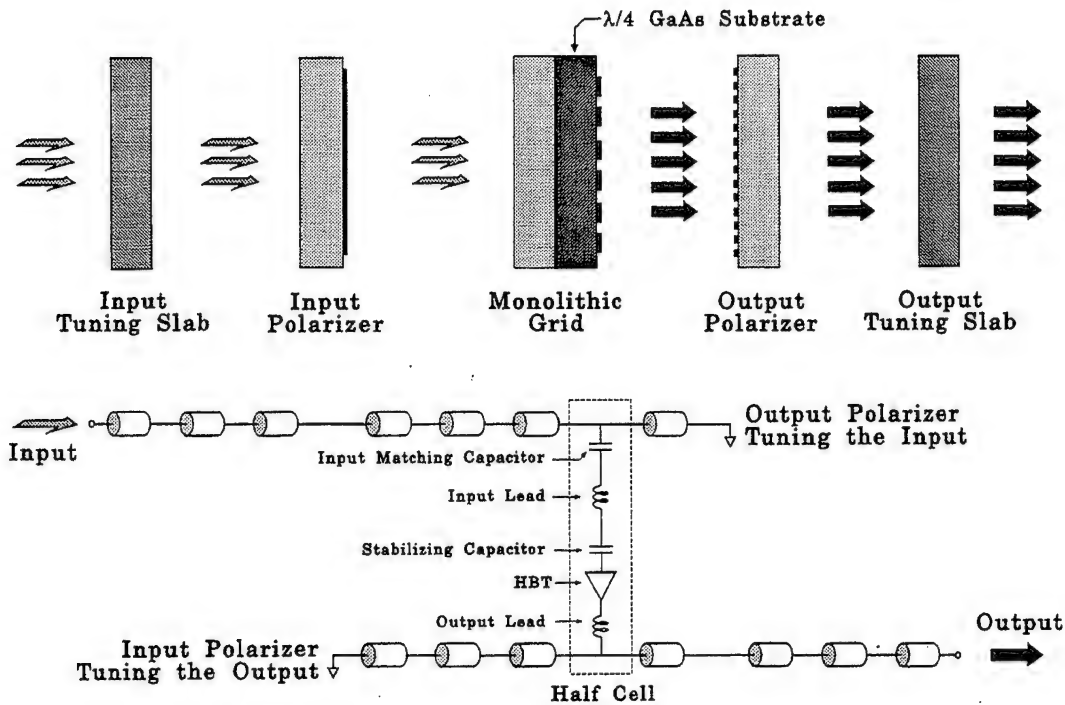 λ/4 GaAs Substrate
Input
Tuning Slab
Input
Polarizer
Monolithic
Grid
Output
Polarizer
Output
Tuning Slab
Input
Output Polarizer
Tuning the Input
Input Matching Capacitor
Input Lead
Stabilizing Capacitor
HBT
Output Lead
Input Polarizer
Tuning the Output
Output
Half Cell